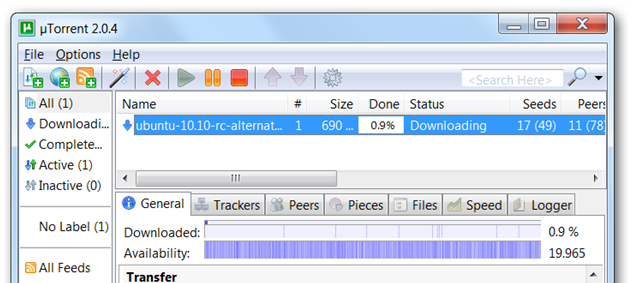 µTorrent 2.0.4
File Options Help
<Search Here>
All (1)
Downloadi...
Complete...
Active (1)
Inactive (0)
No Label (1)
All Feeds
Name # Size Done Status Seeds Peers
ubuntu-10.10-rc-alternat... 1 690 ... 0.9% Downloading 17 (49) 11 (78)
General Trackers Peers Pieces Files Speed Logger
Downloaded: 0.9 %
Availability: 19.965
Transfer